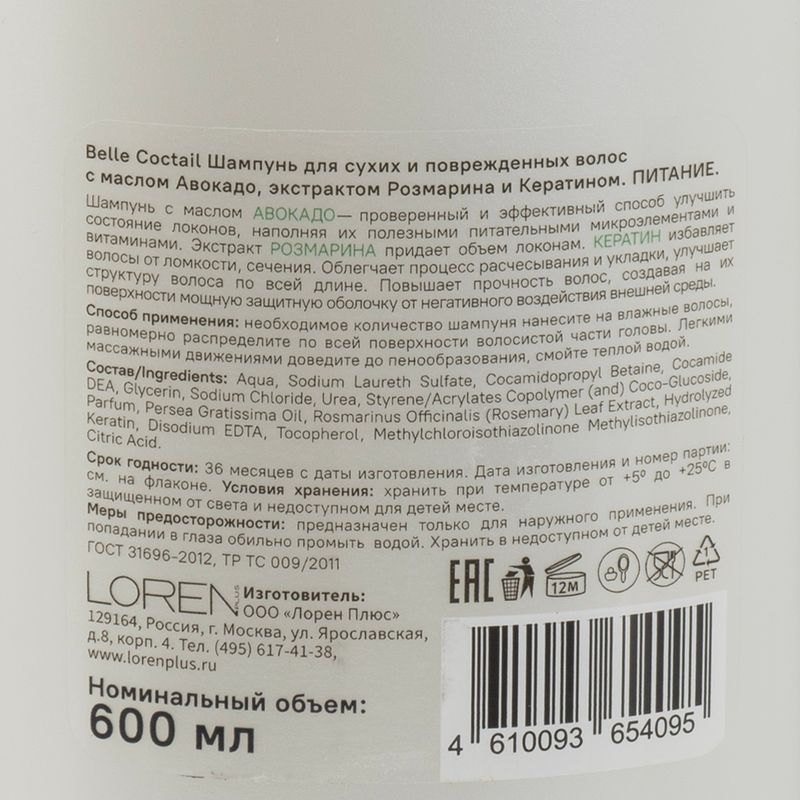 Belle Coctail Шампунь для сухих и поврежденных волос
с маслом Авокадо, экстрактом Розмарина и Кератином. ПИТАНИЕ.
Шампунь с маслом АВОКАДО— проверенный и эффективный способ улучшить
состояние локонов, наполняя их полезными питательными микроэлементами и
витаминами. Экстракт РОЗМАРИНА придает объем локонам. КЕРАТИН избавляет
волосы от ломкости, сечения. Облегчает процесс расчесывания и укладки, улучшает
структуру волоса по всей длине. Повышает прочность волос, создавая на их
поверхности мощную защитную оболочку от негативного воздействия внешней среды.
Способ применения: необходимое количество шампуня нанесите на влажные волосы,
равномерно распределите по всей поверхности волосистой части головы. Легкими
массажными движениями доведите до пенообразования, смойте теплой водой.
Состав/Ingredients: Aqua, Sodium Laureth Sulfate, Cocamidopropyl Betaine, Cocamide
DEA, Glycerin, Sodium Chloride, Urea, Styrene/Acrylates Copolymer (and) Coco-Glucoside,
Parfum, Persea Gratissima Oil, Rosmarinus Officinalis (Rosemary) Leaf Extract, Hydrolyzed
Keratin, Disodium EDTA, Tocopherol, Methylchloroisothiazolinone Methylisothiazolinone,
Citric Acid.
Срок годности: 36 месяцев с даты изготовления. Дата изготовления и номер партии:
см. на флаконе. Условия хранения: хранить при температуре от +5° до +25°C в
защищенном от света и недоступном для детей месте.
Меры предосторожности: предназначен только для наружного применения. При
попадании в глаза обильно промыть водой. Хранить в недоступном от детей месте.
ГОСТ 31696-2012, ТР ТС 009/2011
EAC 12M 1 PET
LOREN PLUS
Изготовитель:
ООО «Лорен Плюс»
129164, Россия, г. Москва, ул. Ярославская,
д.8, корп. 4. Тел. (495) 617-41-38,
www.lorenplus.ru
Номинальный объем:
600 мл
4 610093 654095